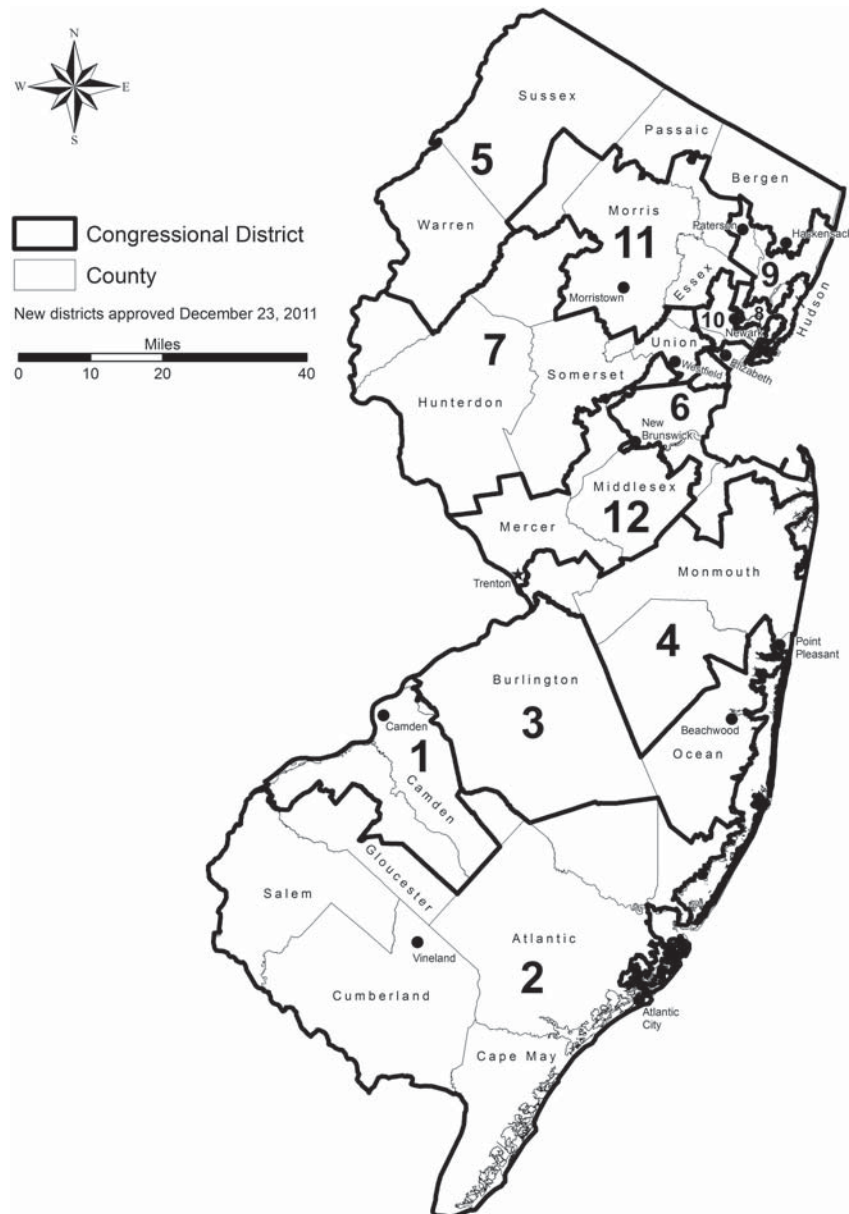 N
W
E
S
Congressional District
County
New districts approved December 23, 2011
Miles
0
10
20
40
Sussex
Passaic
Bergen
5
Warren
Morris
Paterson
Hackensack
11
Essex
9
Morristown
Hudson
10
8
Newark
Union
7
Somerset
Westfield
Elizabeth
Hunterdon
6
New
Brunswick
Middlesex
12
Mercer
Trenton
Monmouth
4
Point
Pleasant
Burlington
Camden
3
Beachwood
Ocean
1
Camden
Gloucester
Salem
Atlantic
Vineland
2
Cumberland
Atlantic
City
Cape May